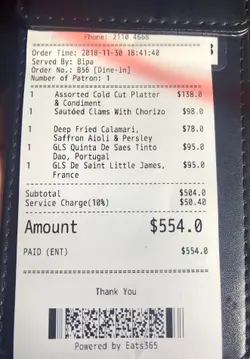 Phone: 2110 4668
Order Time: 2018-11-30 18:41:40
Served By: Bipa
Order No.: B56 [Dine-in]
Number of Patron: 1
1 Assorted Cold Cut Platter $138.0
& Condiment
1 Sautéed Clams With Chorizo $98.0
1 Deep Fried Calamari, $78.0
Saffron Aioli & Persley
1 GLS Quinta De Saes Tinto $95.0
Dao, Portugal
1 GLS De Saint Little James, $95.0
France
Subtotal $504.0
Service Charge(10%) $50.40
Amount $554.0
PAID (ENT) $554.0
Thank You
Powered by Eats365